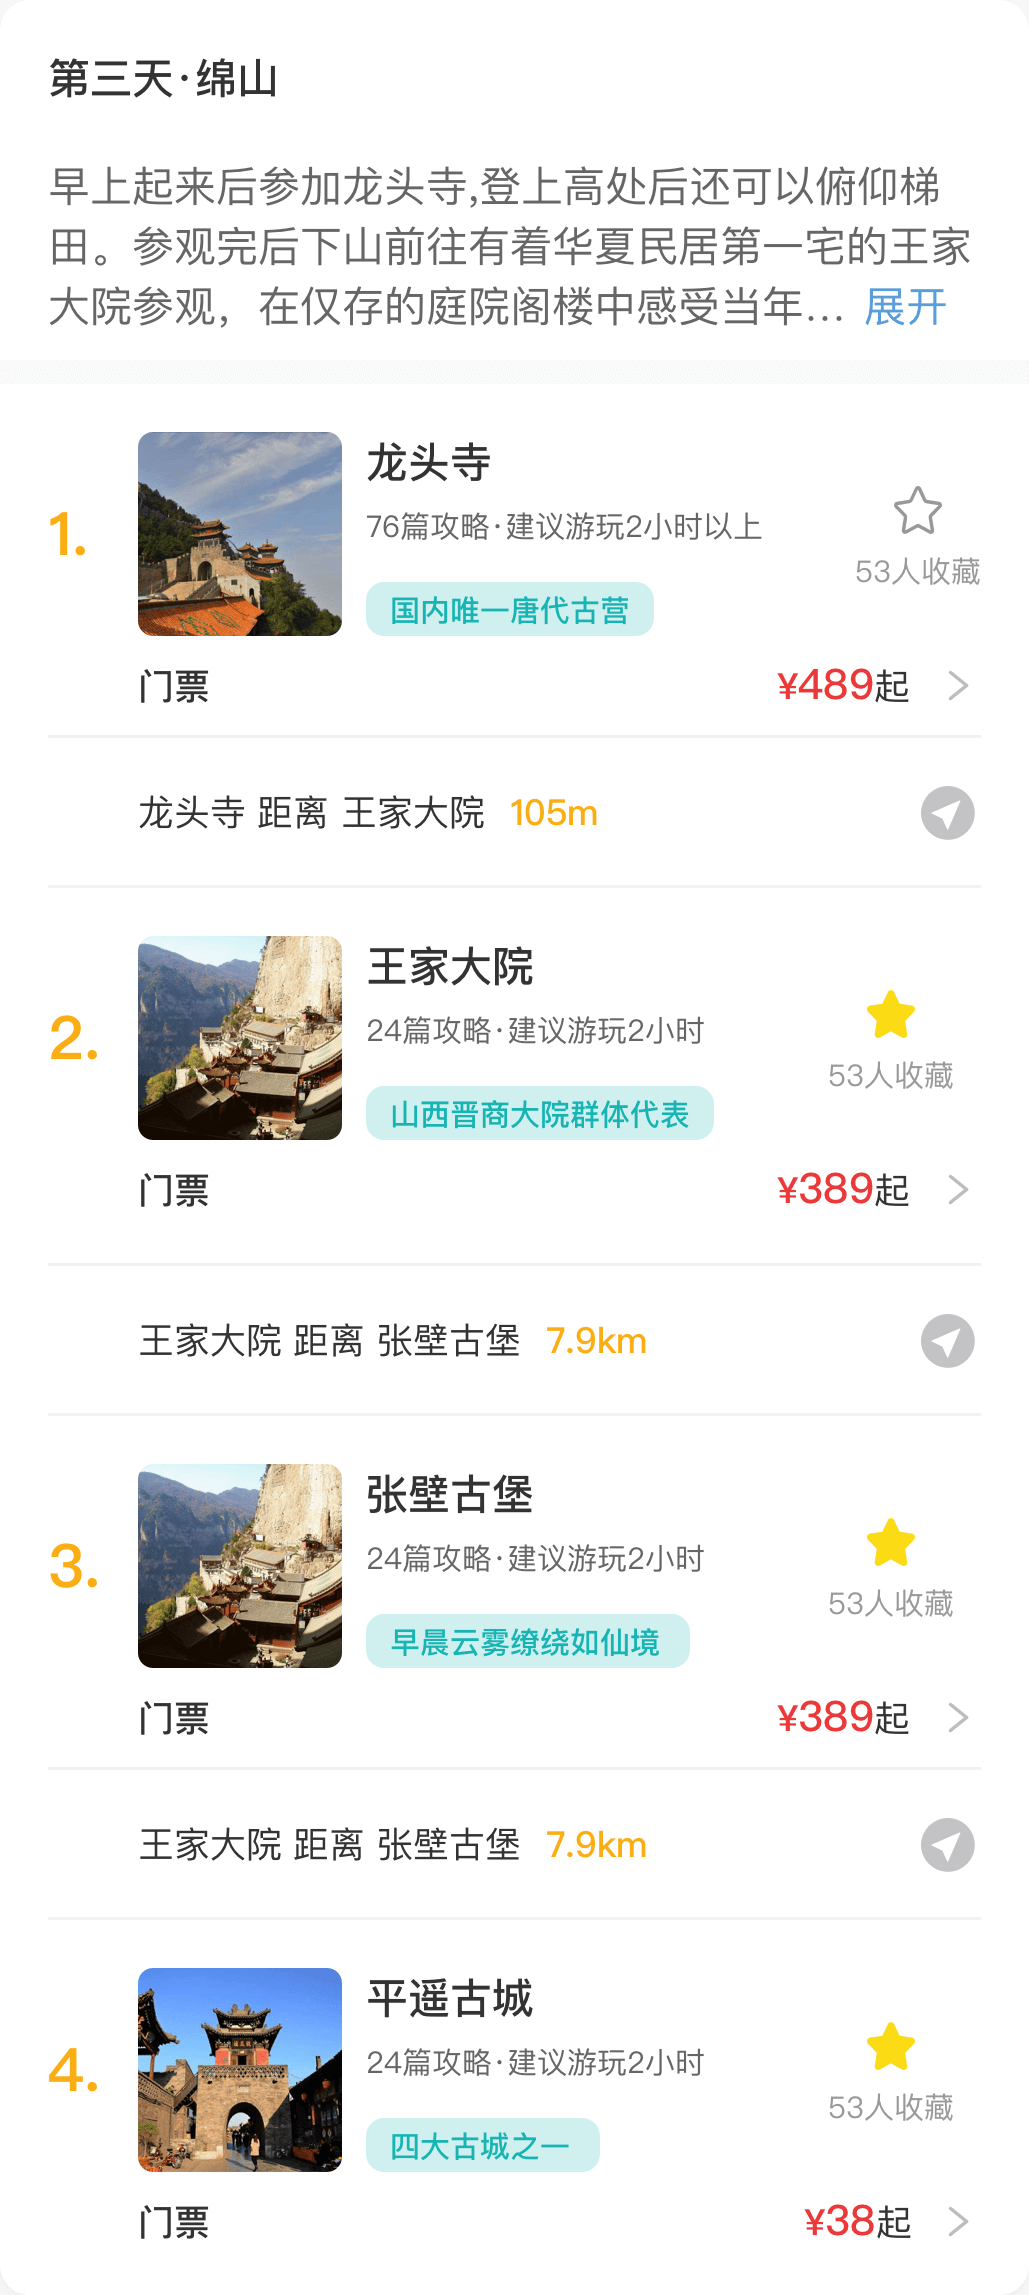 第三天·绵山
早上起来后参加龙头寺,登上高处后还可以俯仰梯
田。参观完后下山前往有着华夏民居第一宅的王家
大院参观，在仅存的庭院阁楼中感受当年... 展开
1.
龙头寺
76篇攻略·建议游玩2小时以上
53人收藏
国内唯一唐代古营
门票
¥489起
龙头寺 距离 王家大院 105m
2.
王家大院
24篇攻略·建议游玩2小时
53人收藏
山西晋商大院群体代表
门票
¥389起
王家大院 距离 张壁古堡 7.9km
3.
张壁古堡
24篇攻略·建议游玩2小时
53人收藏
早晨云雾缭绕如仙境
门票
¥389起
王家大院 距离 张壁古堡 7.9km
4.
平遥古城
24篇攻略·建议游玩2小时
53人收藏
四大古城之一
门票
¥38起